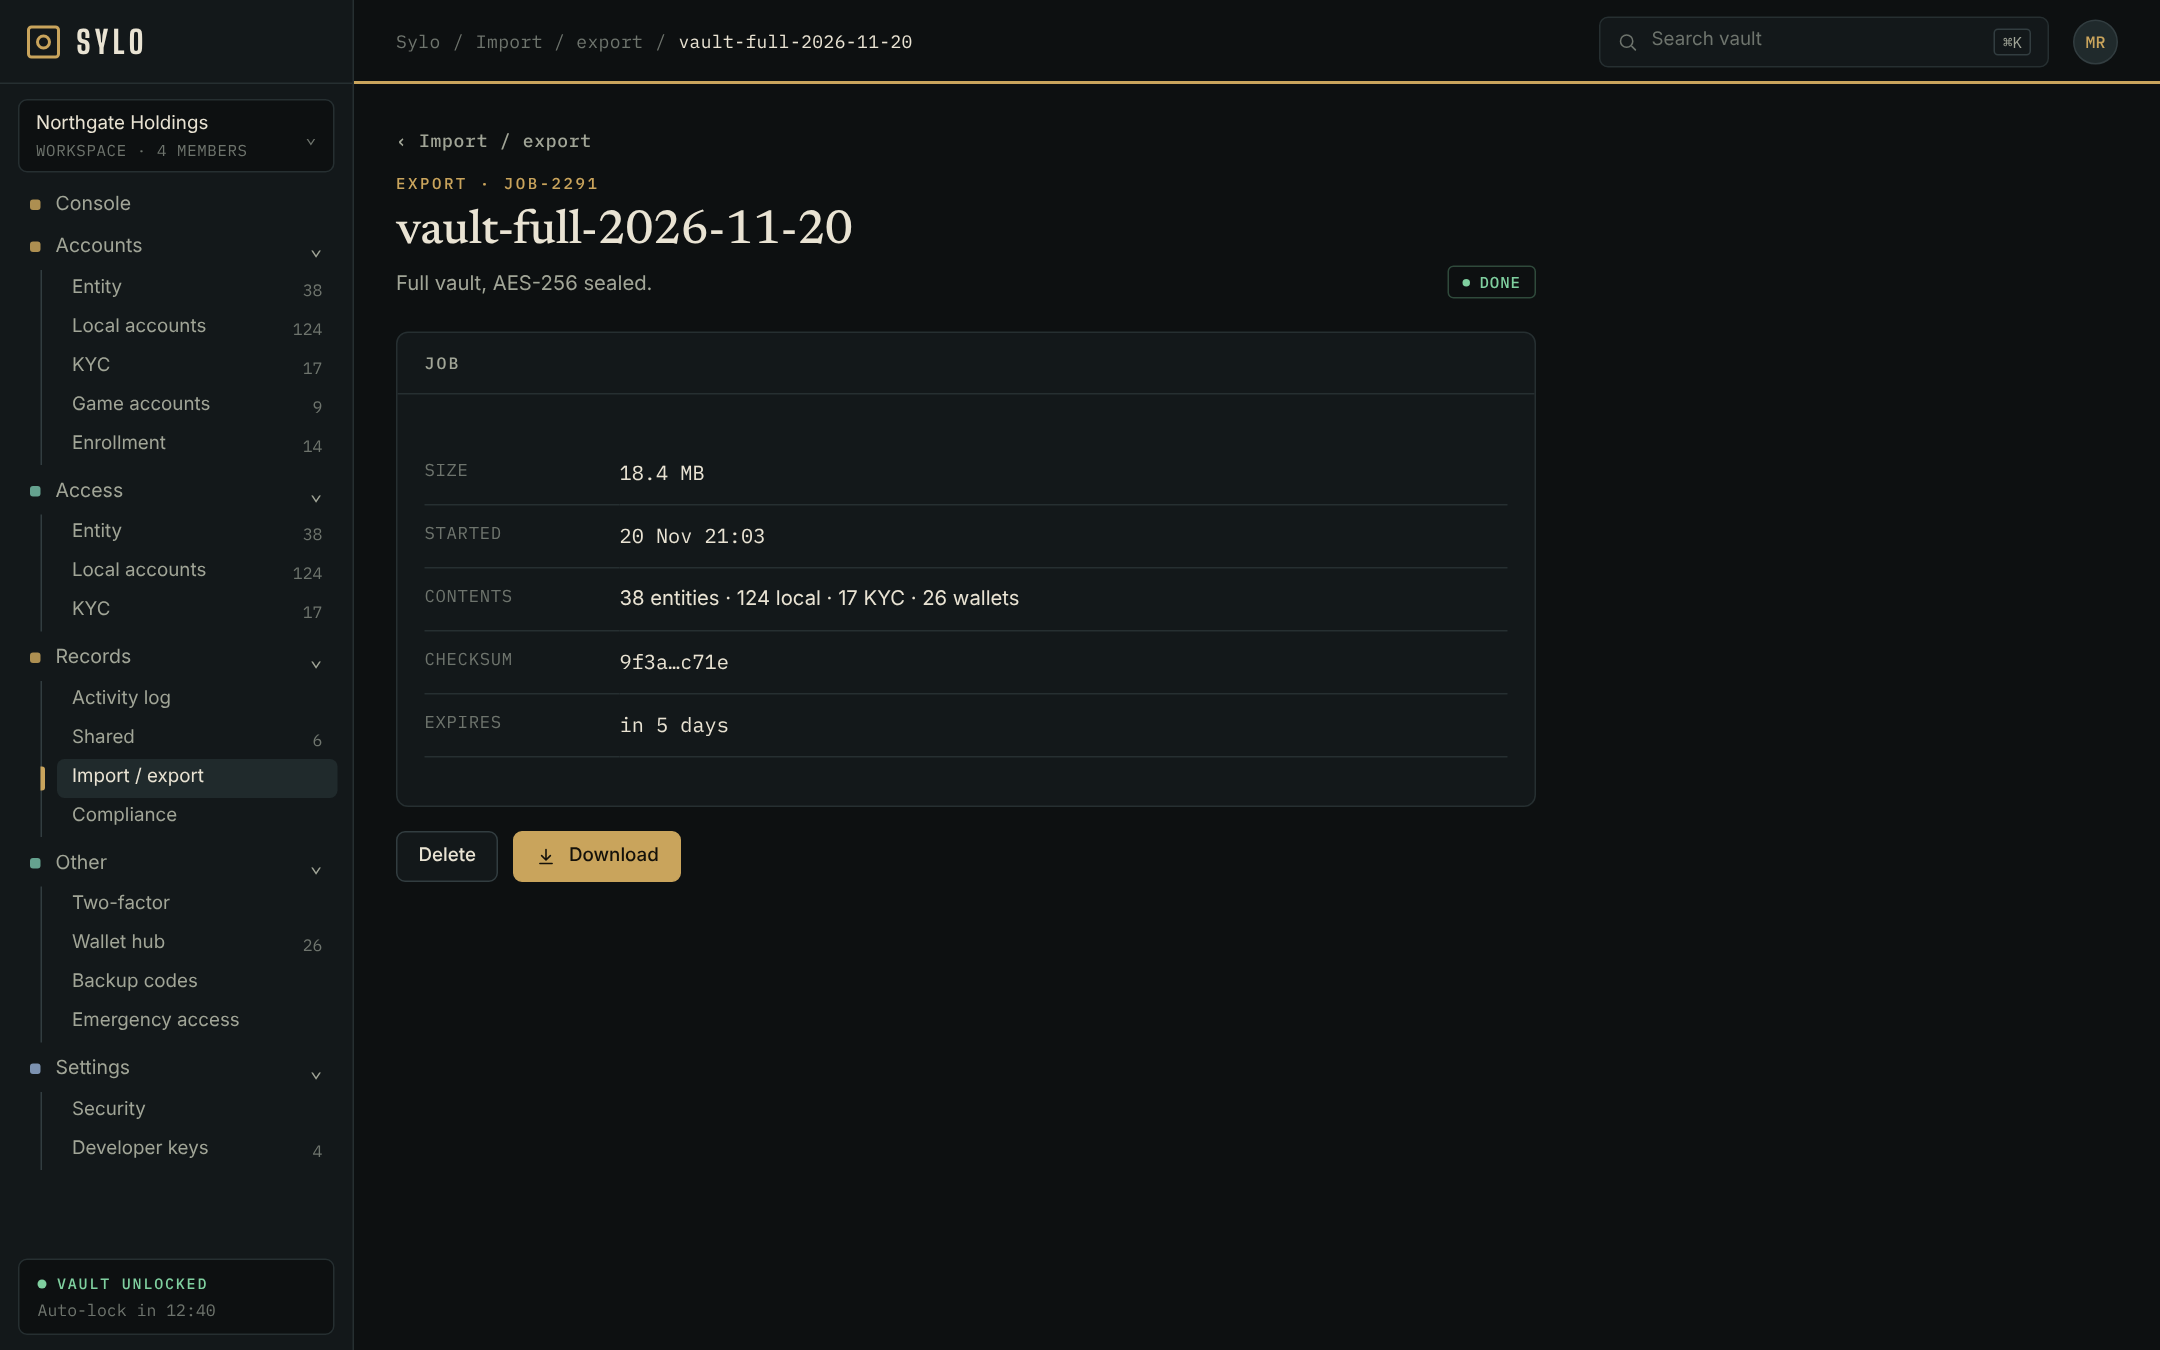 SYLO
Sylo / Import / export / vault-full-2026-11-20
Search vault ⌘K
MR
Northgate Holdings
WORKSPACE · 4 MEMBERS
Console
Accounts
Entity 38
Local accounts 124
KYC 17
Game accounts 9
Enrollment 14
Access
Entity 38
Local accounts 124
KYC 17
Records
Activity log
Shared 6
Import / export
Compliance
Other
Two-factor
Wallet hub 26
Backup codes
Emergency access
Settings
Security
Developer keys 4
VAULT UNLOCKED
Auto-lock in 12:40
‹ Import / export
EXPORT · JOB-2291
vault-full-2026-11-20
Full vault, AES-256 sealed.
DONE
JOB
SIZE 18.4 MB
STARTED 20 Nov 21:03
CONTENTS 38 entities · 124 local · 17 KYC · 26 wallets
CHECKSUM 9f3a…c71e
EXPIRES in 5 days
Delete
Download